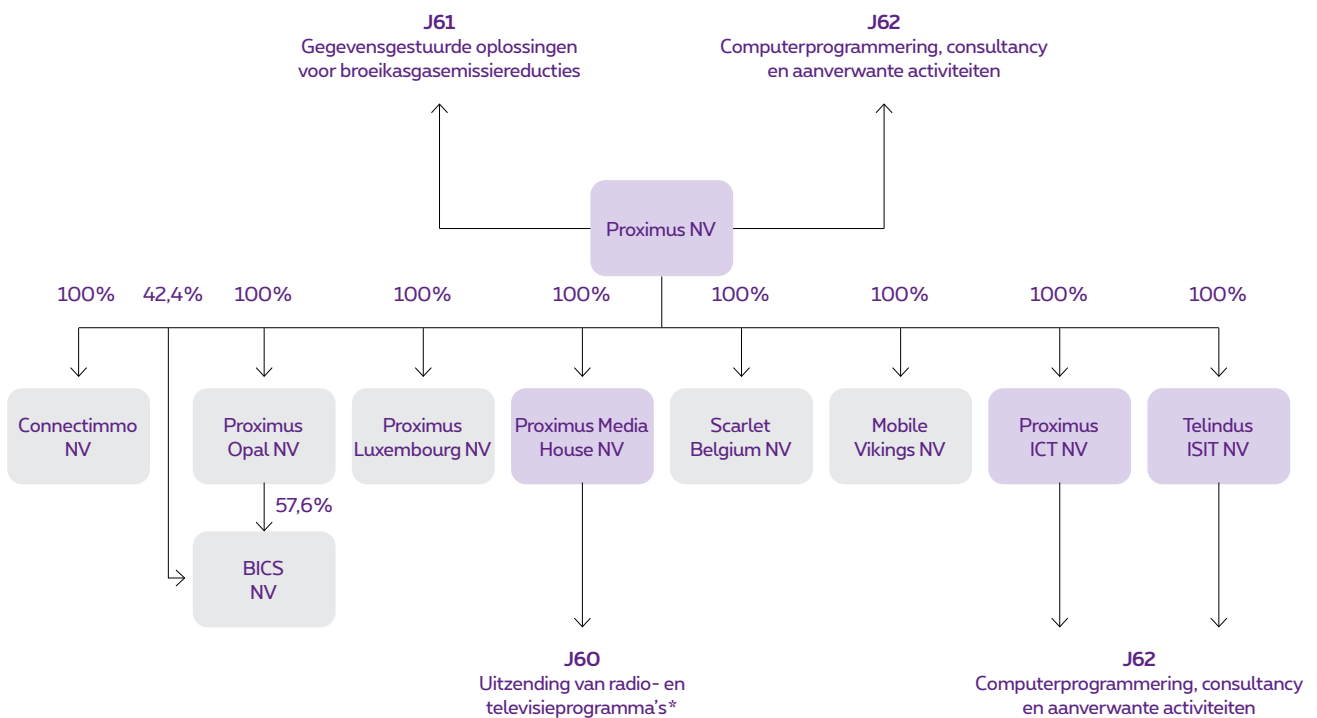 J61
Gegevensgestuurde oplossingen
voor broeikasgasemissiereducties
J62
Computerprogrammering, consultancy
en aanverwante activiteiten
Proximus NV
100% 42,4% 100% 100% 100% 100% 100% 100% 100%
Connectimmo
NV
Proximus
Opal NV
Proximus
Luxembourg NV
Proximus Media
House NV
Scarlet
Belgium NV
Mobile
Vikings NV
Proximus
ICT NV
Telindus
ISIT NV
57,6%
BICS
NV
J60
Uitzending van radio- en
televisieprogramma's*
J62
Computerprogrammering, consultancy
en aanverwante activiteiten